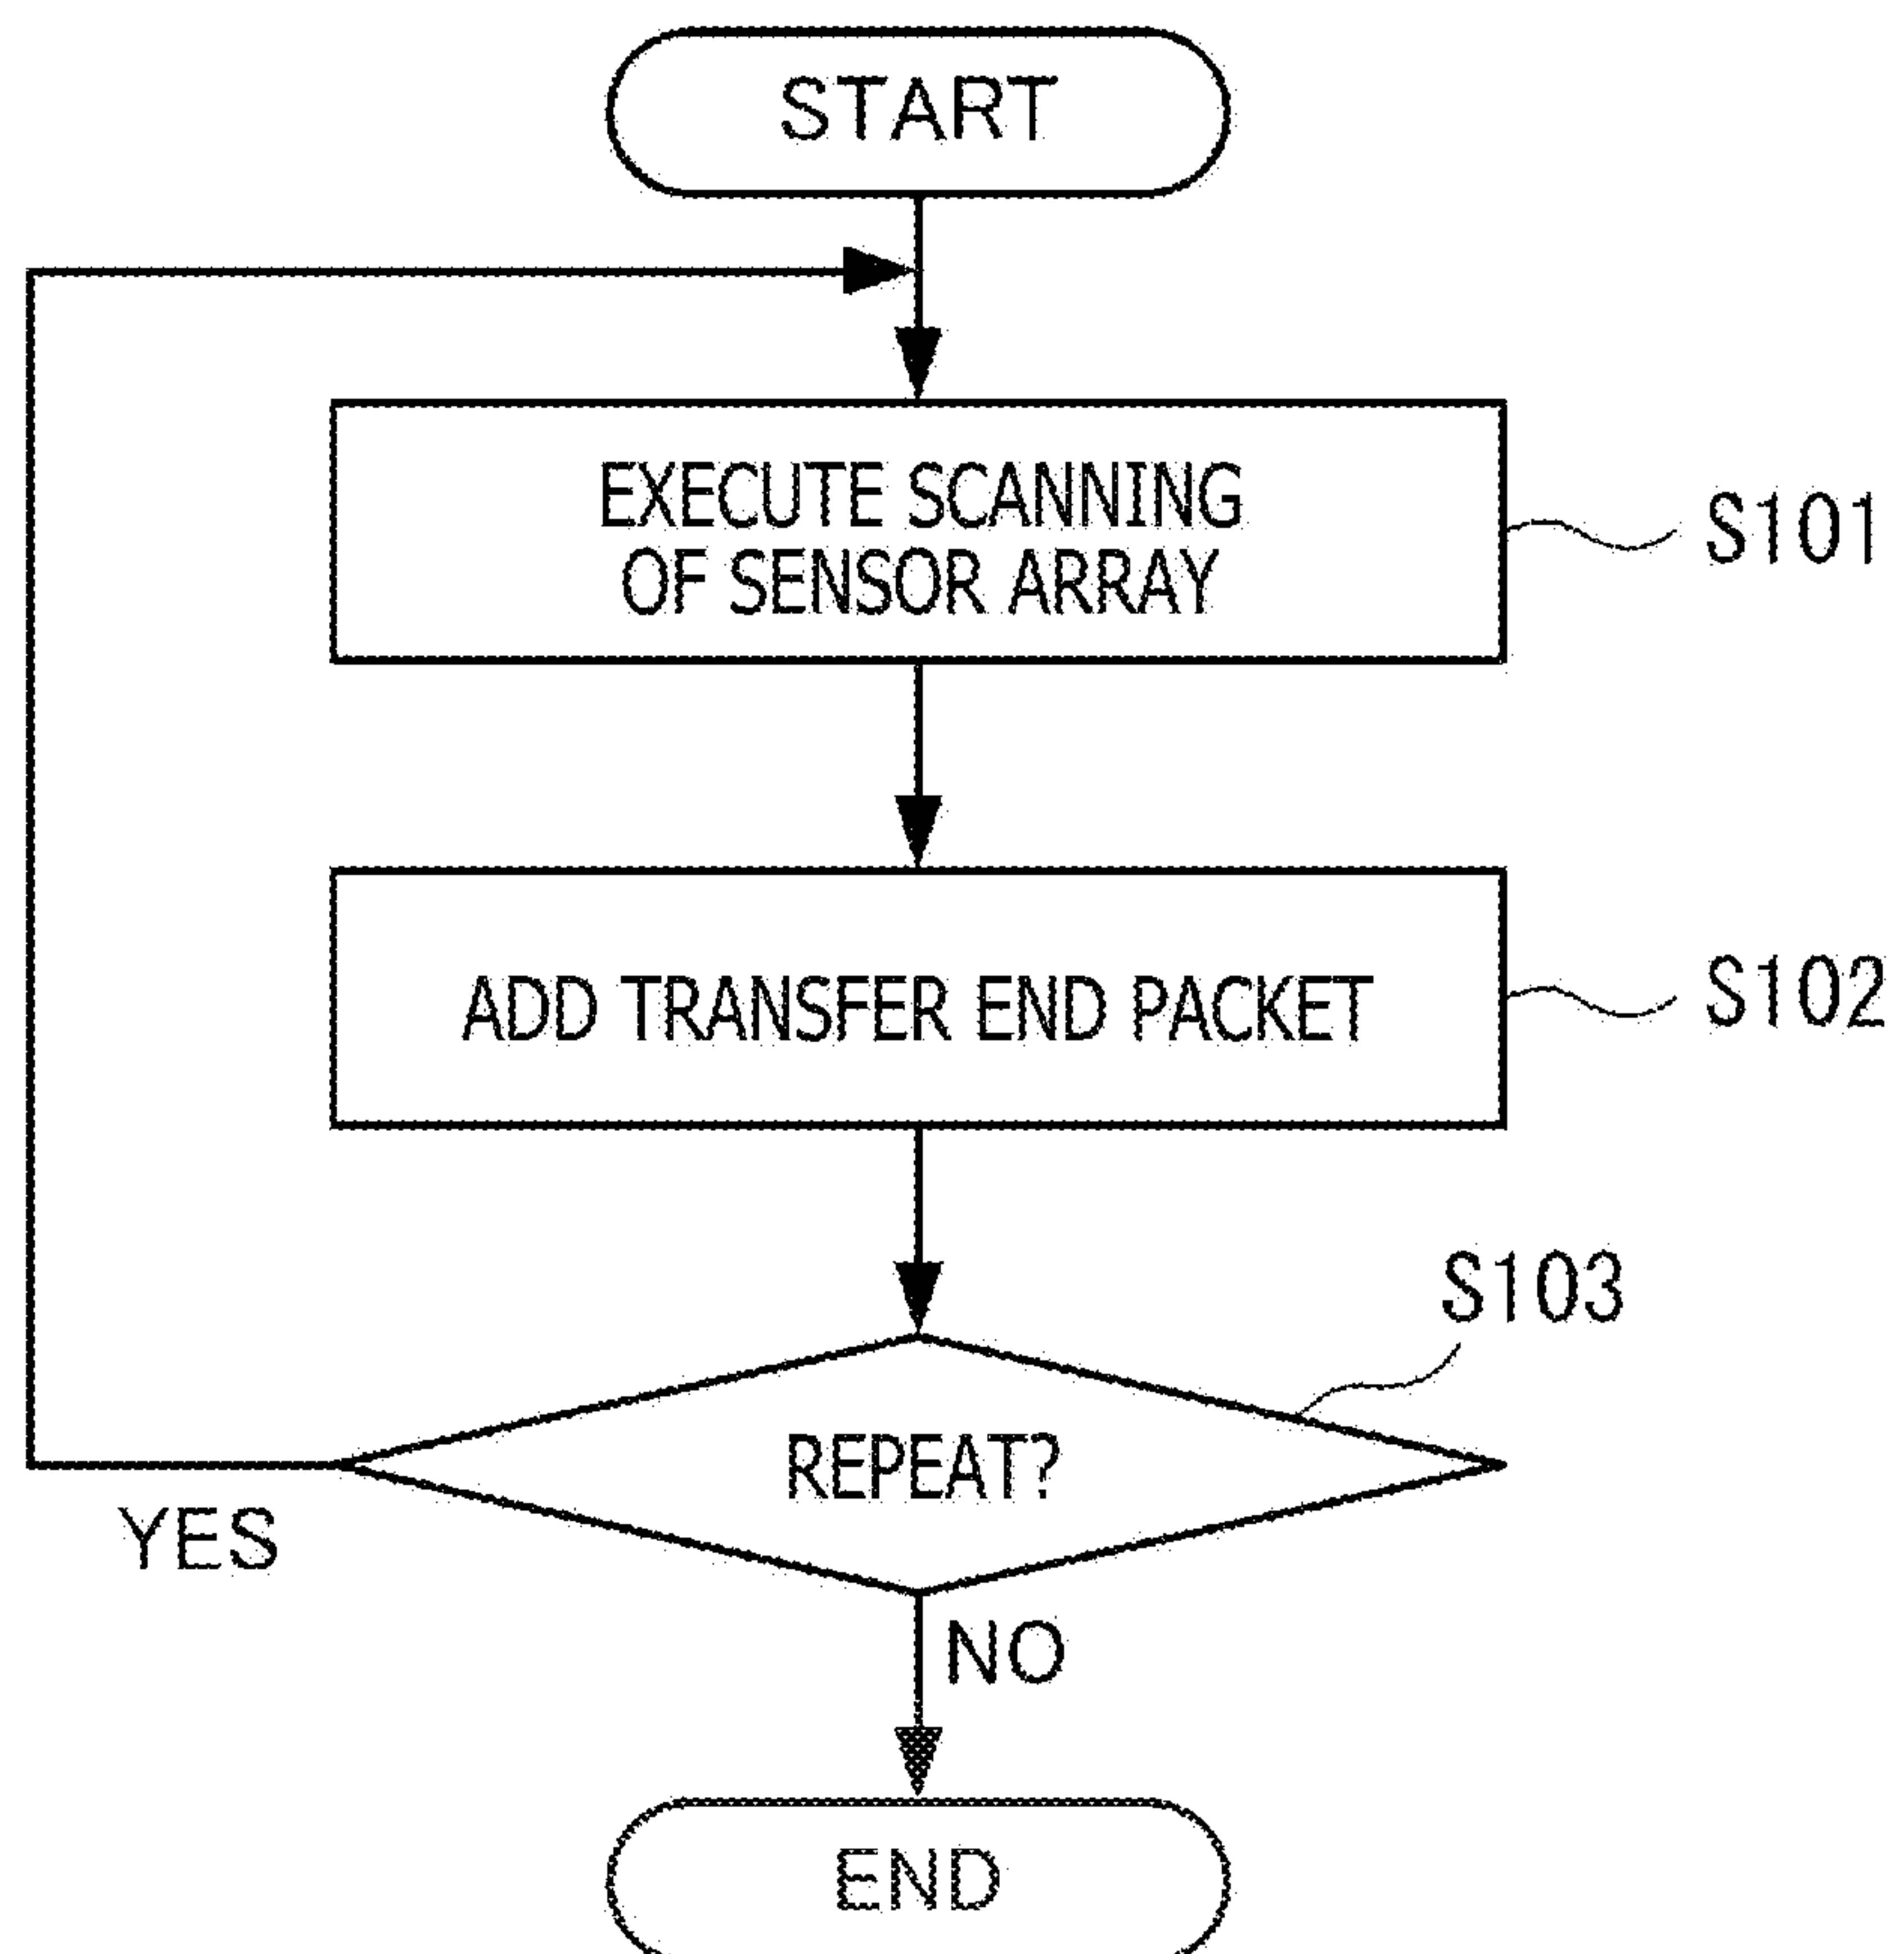 START
EXECUTE SCANNING
OF SENSOR ARRAY
S101
ADD TRANSFER END PACKET
S102
S103
REPEAT?
YES
NO
END